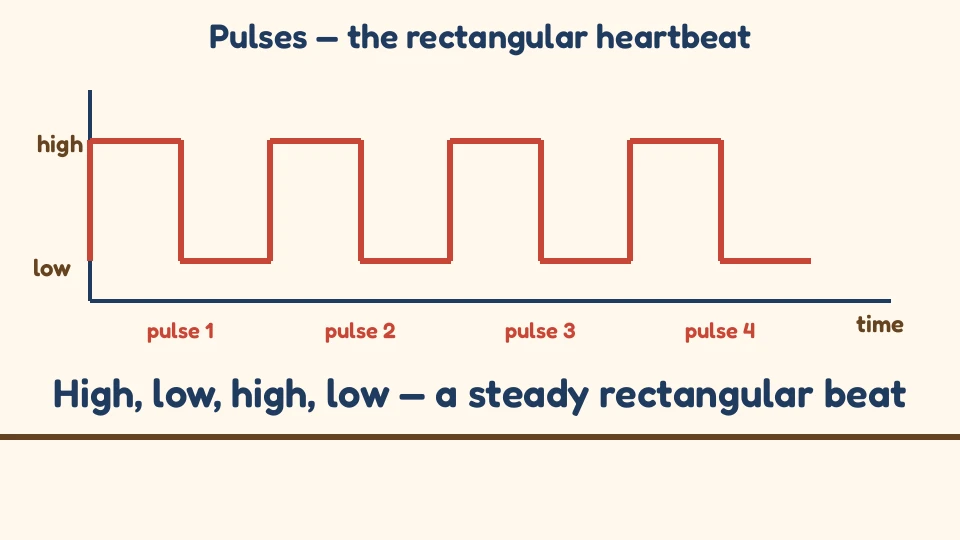 Pulses — the rectangular heartbeat
high
low
time
pulse 1 pulse 2 pulse 3 pulse 4
High, low, high, low — a steady rectangular beat